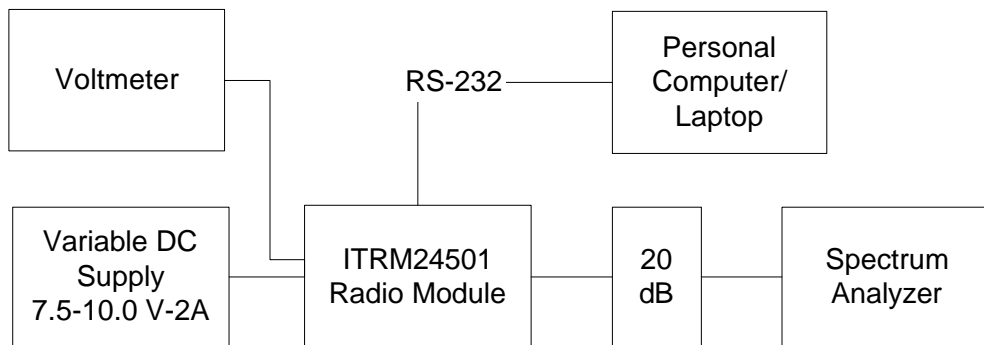 Voltmeter
RS-232
Personal
Computer/
Laptop
Variable DC
Supply
7.5-10.0 V-2A
ITRM24501
Radio Module
20
dB
Spectrum
Analyzer